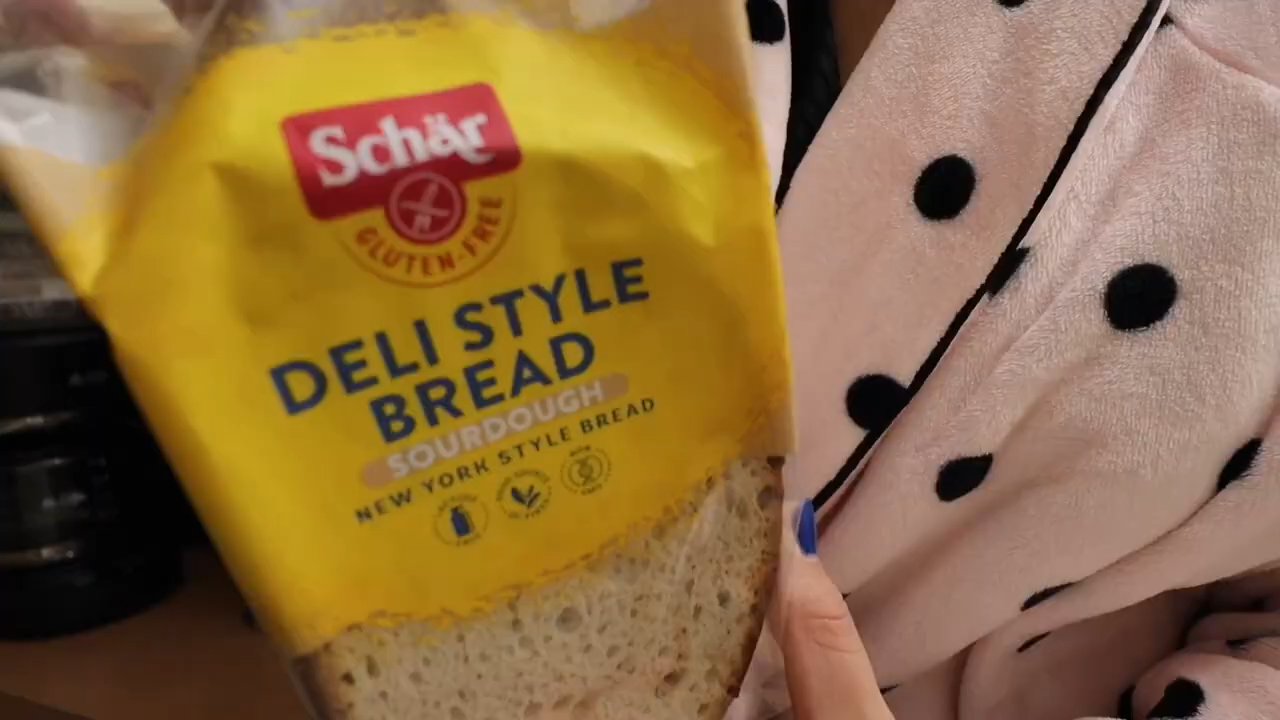 Schär
GLUTEN-FREE
DELI STYLE
BREAD
SOURDOUGH
NEW YORK STYLE BREAD